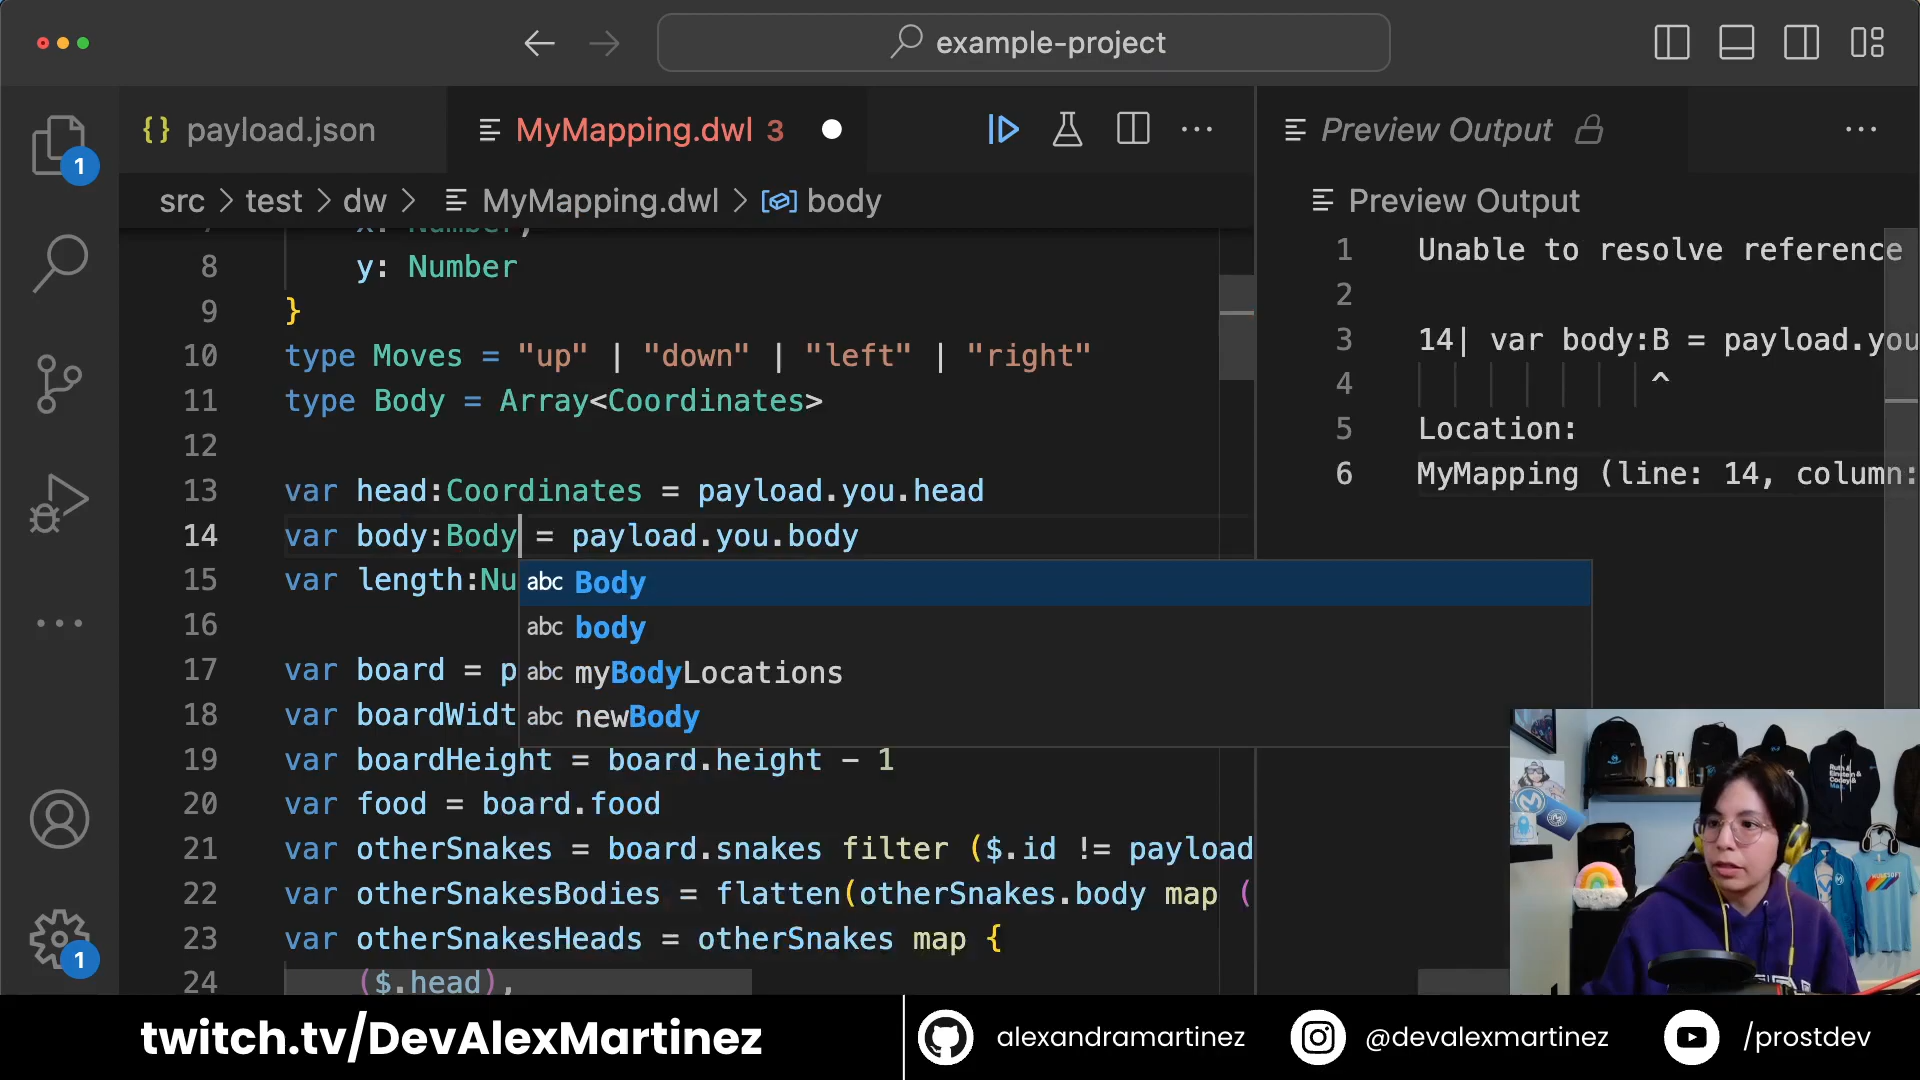 example-project
{} payload.json
MyMapping.dwl 3
Preview Output
1
src > test > dw > MyMapping.dwl > body
Preview Output
8 y: Number
9 }
10 type Moves = "up" | "down" | "left" | "right"
11 type Body = Array<Coordinates>
12
13 var head:Coordinates = payload.you.head
14 var body:Body = payload.you.body
15 var length:Nu
16
17 var board = p
18 var boardWidt
19 var boardHeight = board.height - 1
20 var food = board.food
21 var otherSnakes = board.snakes filter ($.id != payload
22 var otherSnakesBodies = flatten(otherSnakes.body map (
23 var otherSnakesHeads = otherSnakes map {
24 ($.head),
abc Body
abc body
abc myBodyLocations
abc newBody
1 Unable to resolve reference
2
3 14| var body:B = payload.you
4 ^
5 Location:
6 MyMapping (line: 14, column:
1
twitch.tv/DevAlexMartinez
alexandramartinez
@devalexmartinez
/prostdev